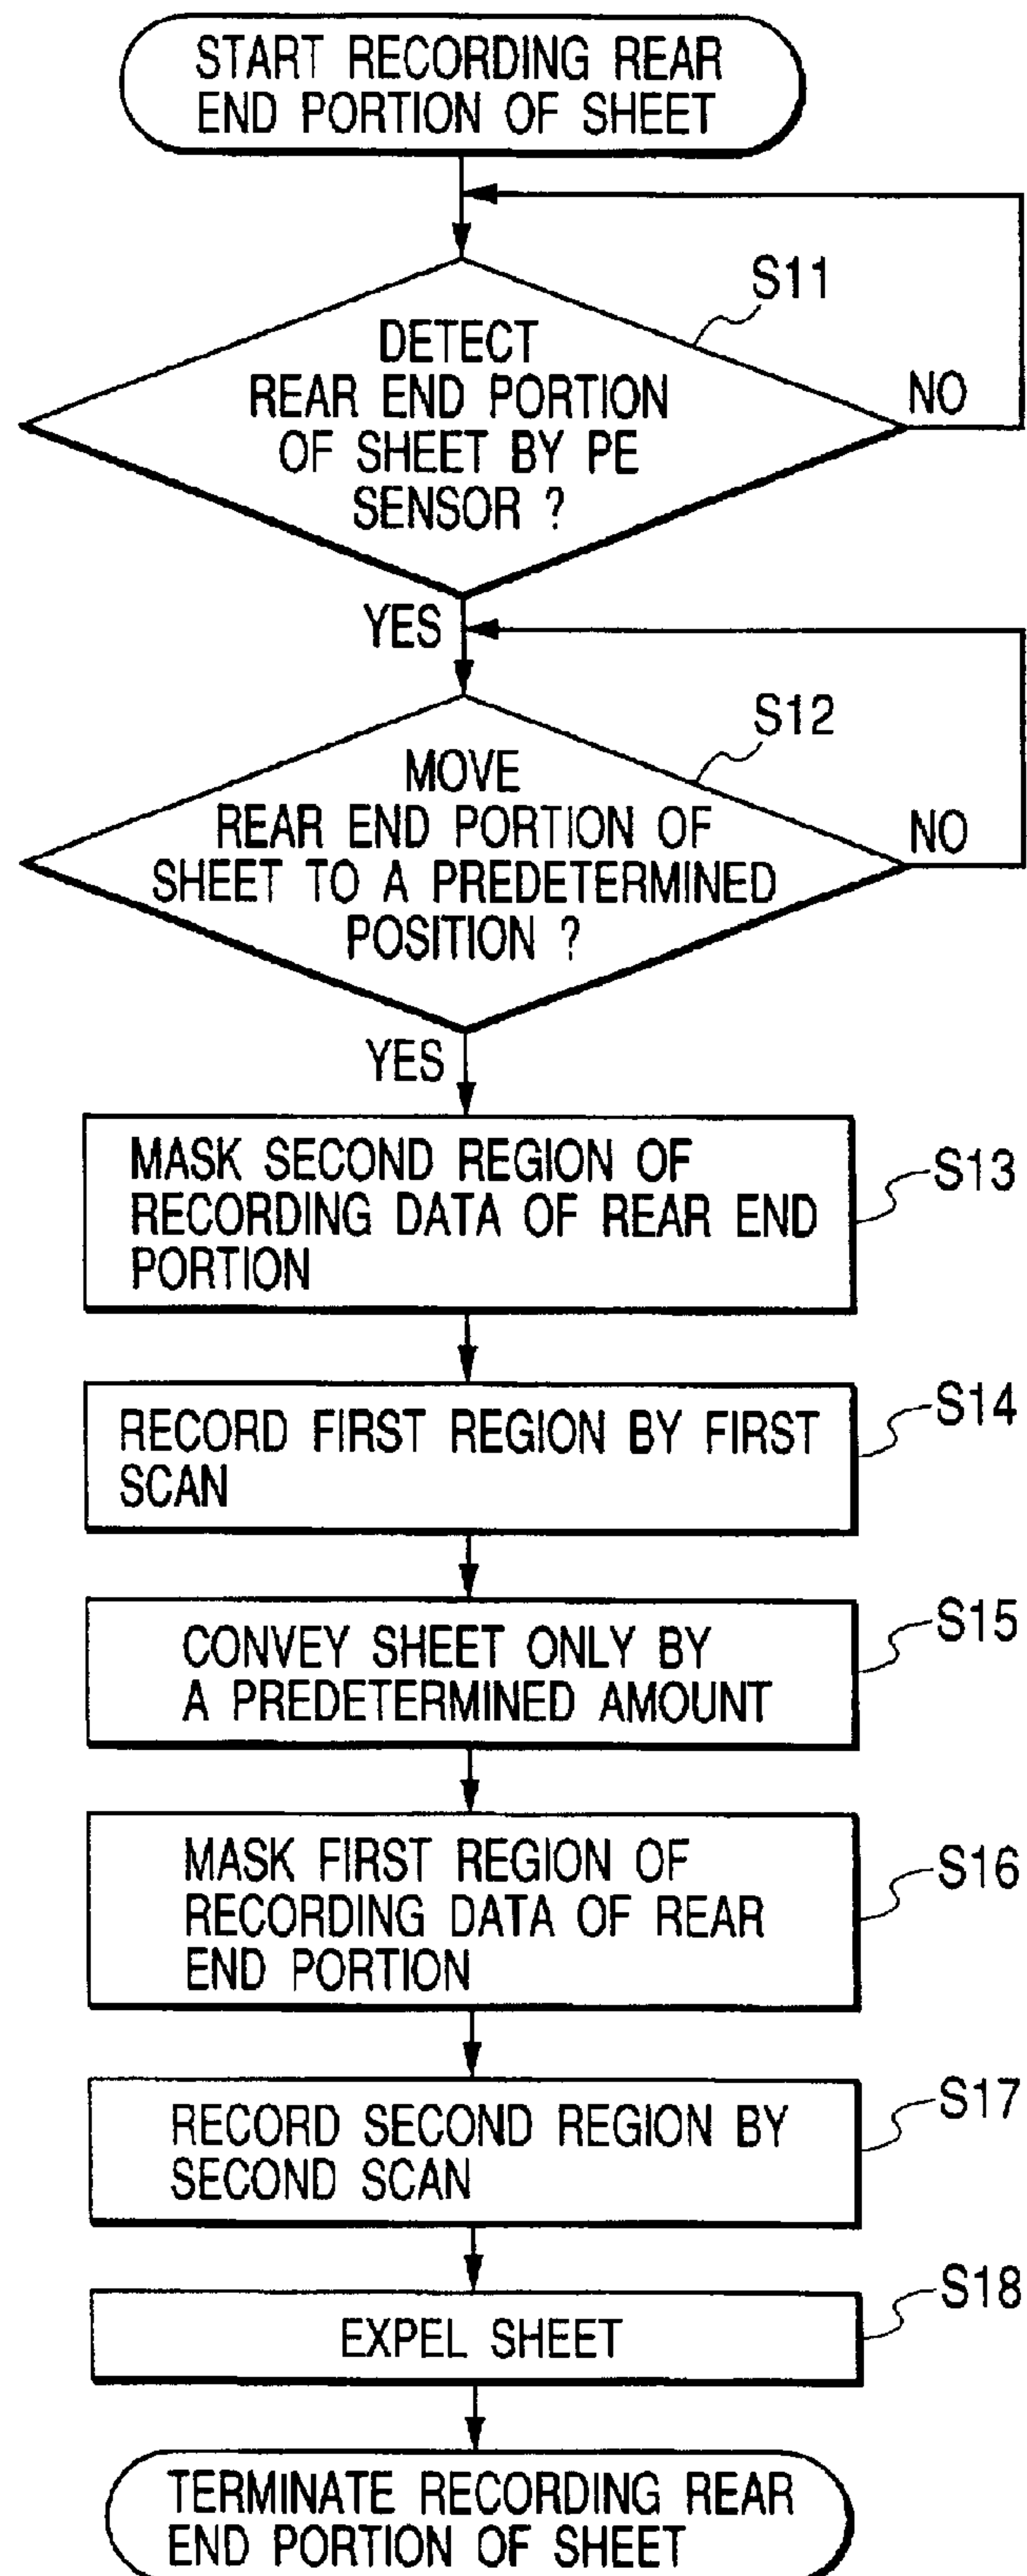 START RECORDING REAR
END PORTION OF SHEET
S11
DETECT
REAR END PORTION
OF SHEET BY PE
SENSOR ?
NO
YES
S12
MOVE
REAR END PORTION OF
SHEET TO A PREDETERMINED
POSITION ?
NO
YES
MASK SECOND REGION OF
RECORDING DATA OF REAR END
PORTION
S13
RECORD FIRST REGION BY FIRST
SCAN
S14
CONVEY SHEET ONLY BY
A PREDETERMINED AMOUNT
S15
MASK FIRST REGION OF
RECORDING DATA OF REAR
END PORTION
S16
RECORD SECOND REGION BY
SECOND SCAN
S17
EXPEL SHEET
S18
TERMINATE RECORDING REAR
END PORTION OF SHEET